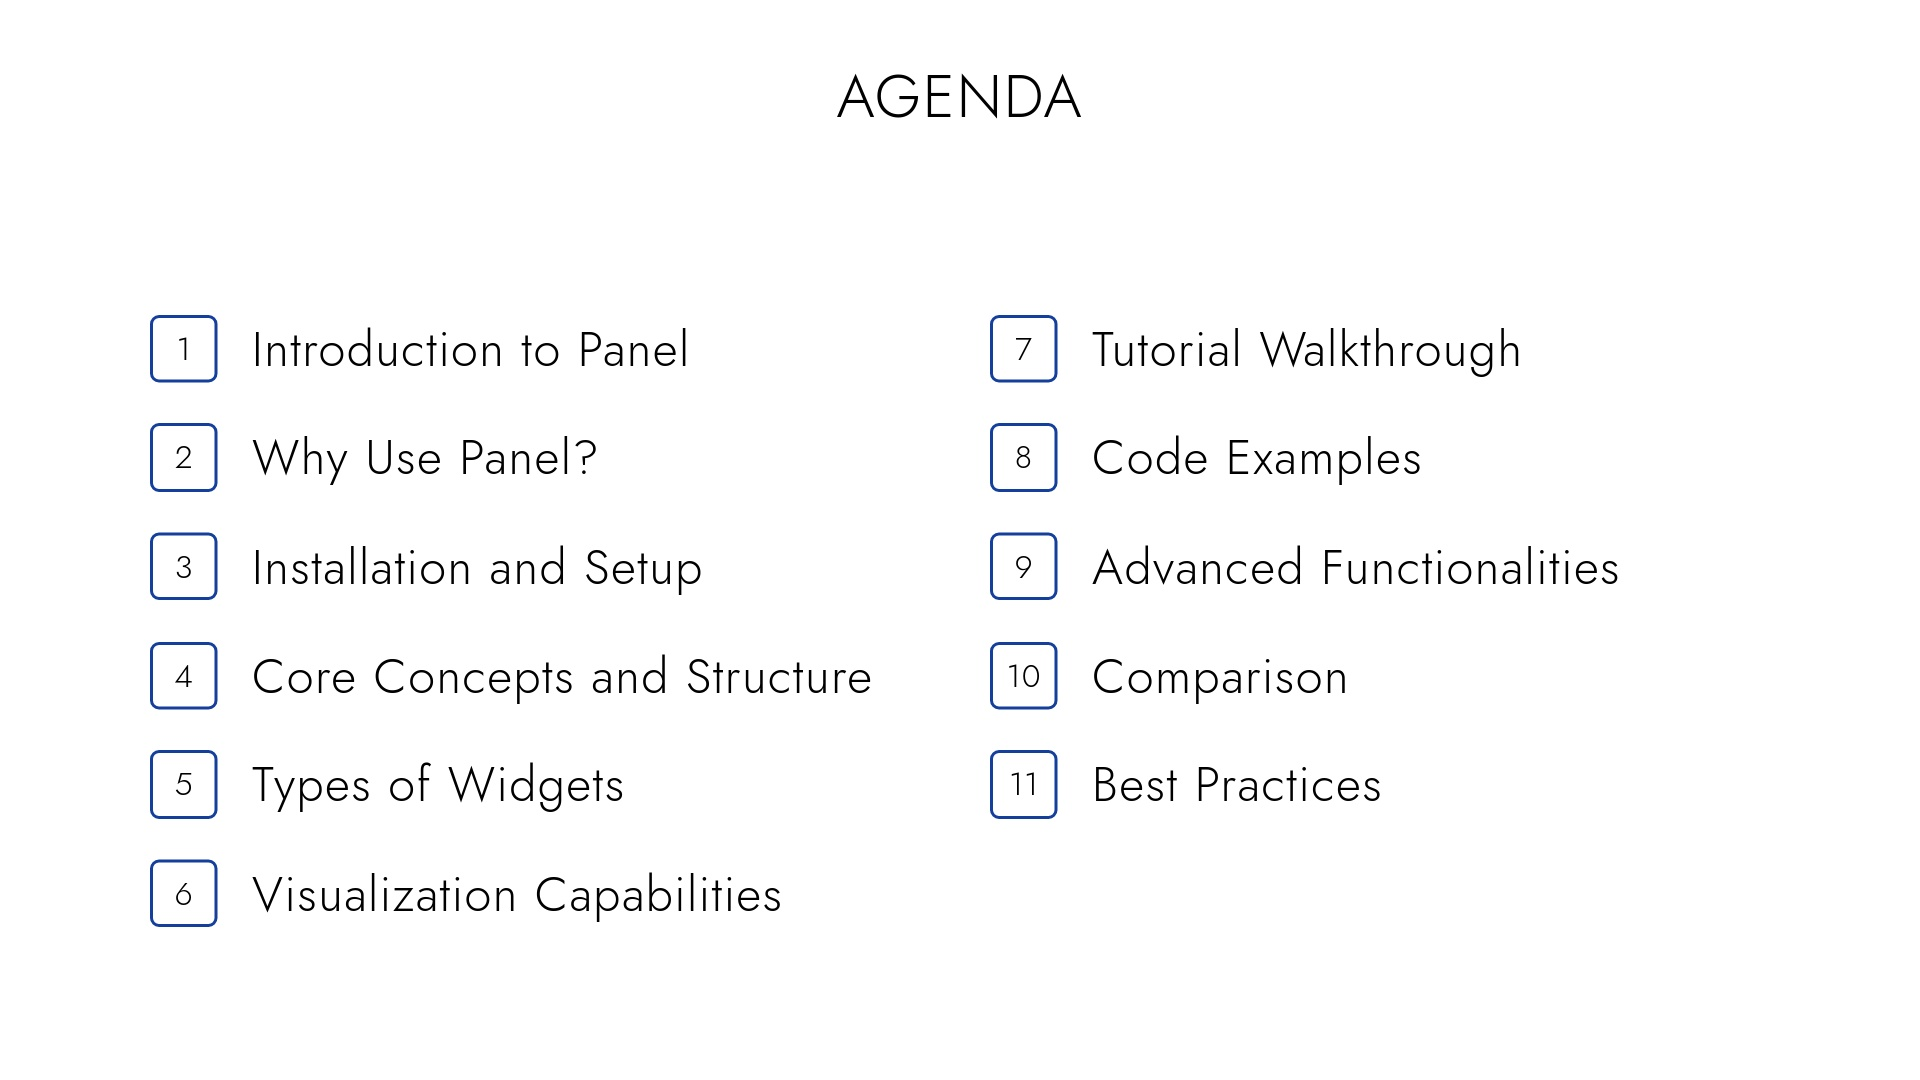 AGENDA
1 Introduction to Panel
2 Why Use Panel?
3 Installation and Setup
4 Core Concepts and Structure
5 Types of Widgets
6 Visualization Capabilities
7 Tutorial Walkthrough
8 Code Examples
9 Advanced Functionalities
10 Comparison
11 Best Practices